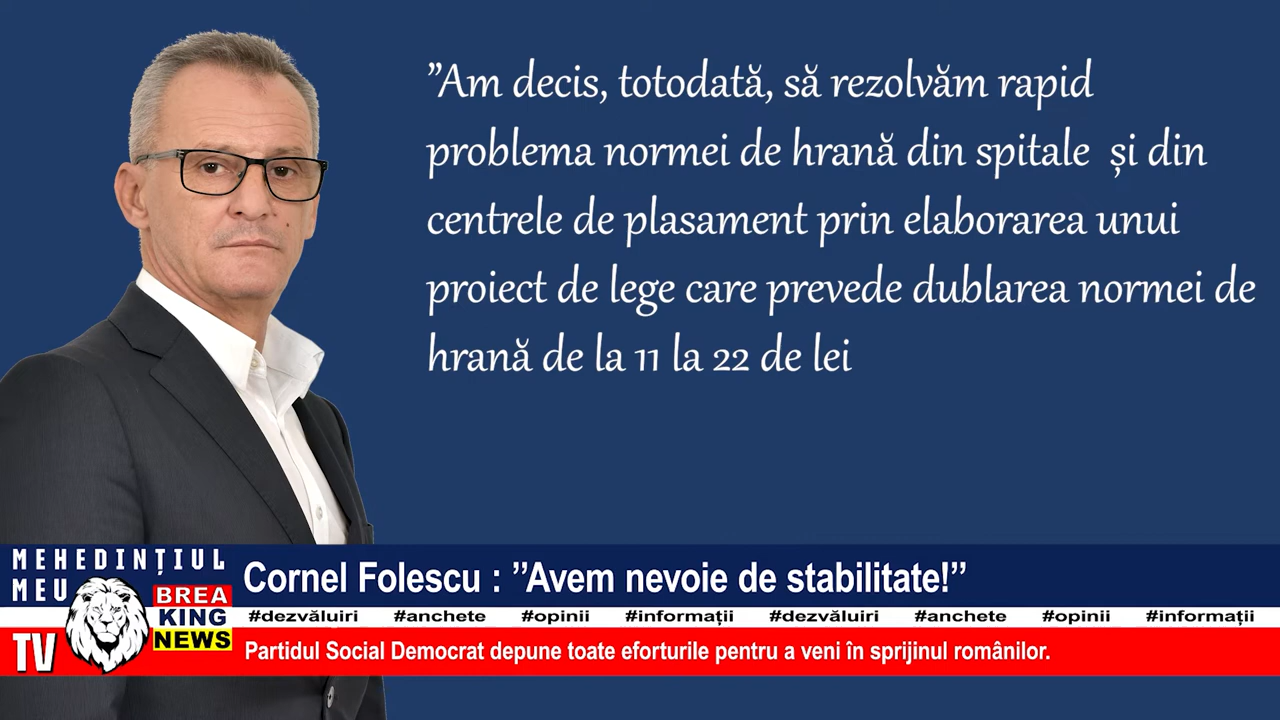 ”Am decis, totodată, să rezolvăm rapid
problema normei de hrană din spitale și din
centrele de plasament prin elaborarea unui
proiect de lege care prevede dublarea normei de
hrană de la 11 la 22 de lei
MEHEDINȚIUL
MEU
TV
BREA
KING
NEWS
Cornel Folescu : ”Avem nevoie de stabilitate!”
#dezvăluiri #anchete #opinii #informații #dezvăluiri #anchete #opinii #informații
Partidul Social Democrat depune toate eforturile pentru a veni în sprijinul românilor.